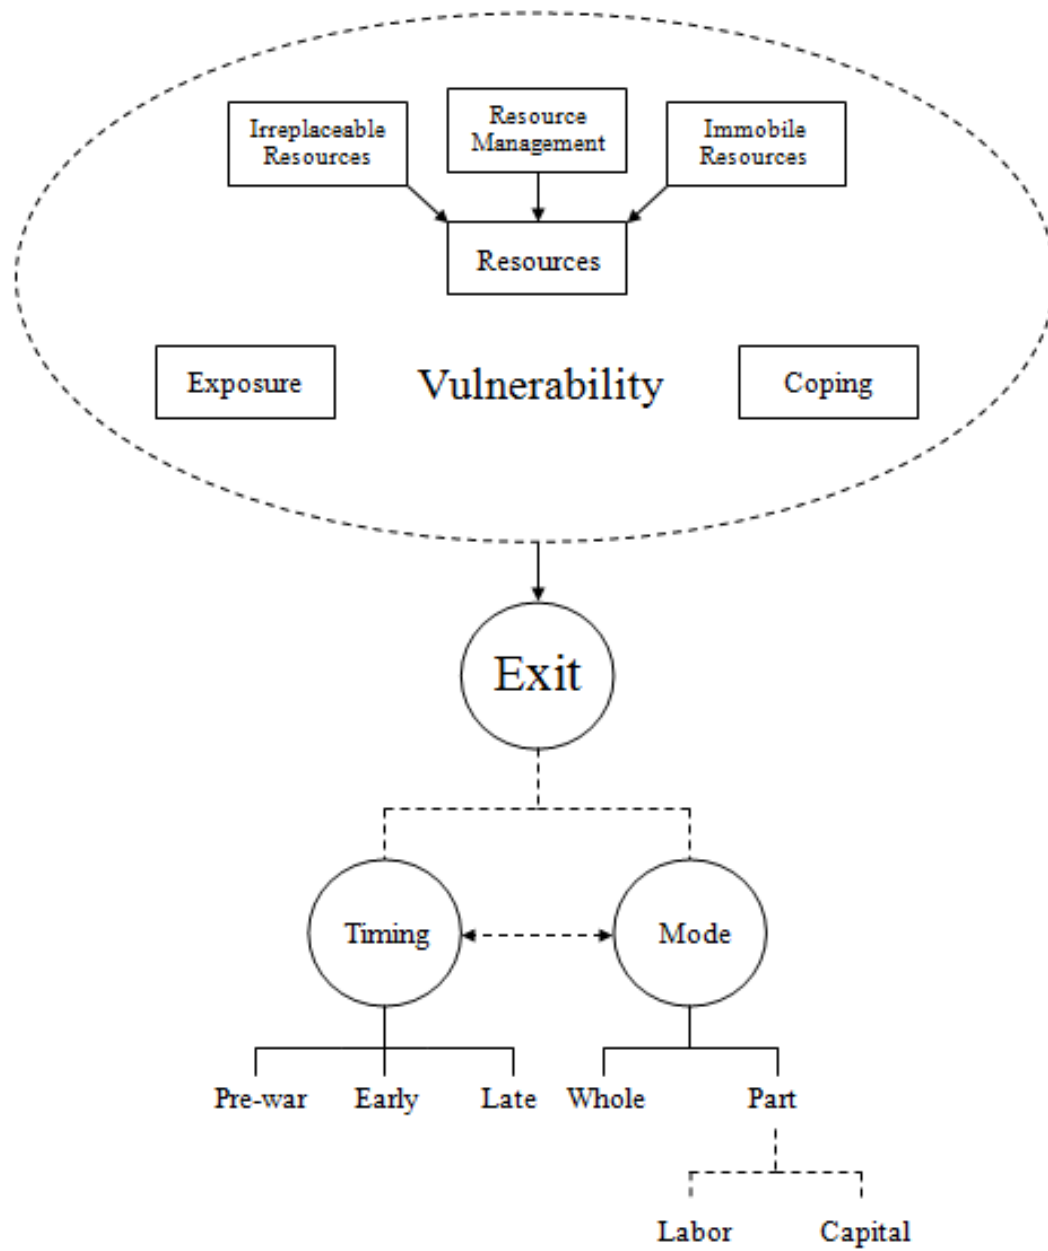 Irreplaceable
Resources
Resource
Management
Immobile
Resources
Resources
Exposure
Vulnerability
Coping
Exit
Timing
Mode
Pre-war
Early
Late
Whole
Part
Labor
Capital